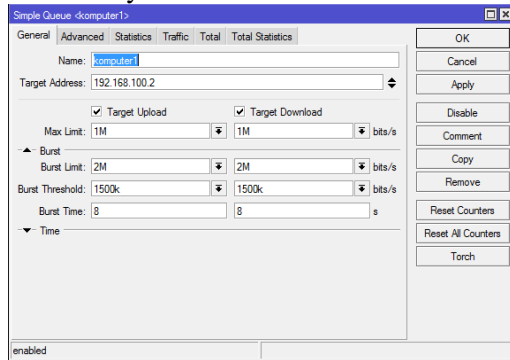 Simple Queue <komputer1>
General Advanced Statistics Traffic Total Total Statistics
Name: komputer1
Target Address: 192.168.100.2
Target Upload Target Download
Max Limit: 1M 1M bits/s
Burst
Burst Limit: 2M 2M bits/s
Burst Threshold: 1500k 1500k bits/s
Burst Time: 8 8 s
Time
OK
Cancel
Apply
Disable
Comment
Copy
Remove
Reset Counters
Reset All Counters
Torch
enabled